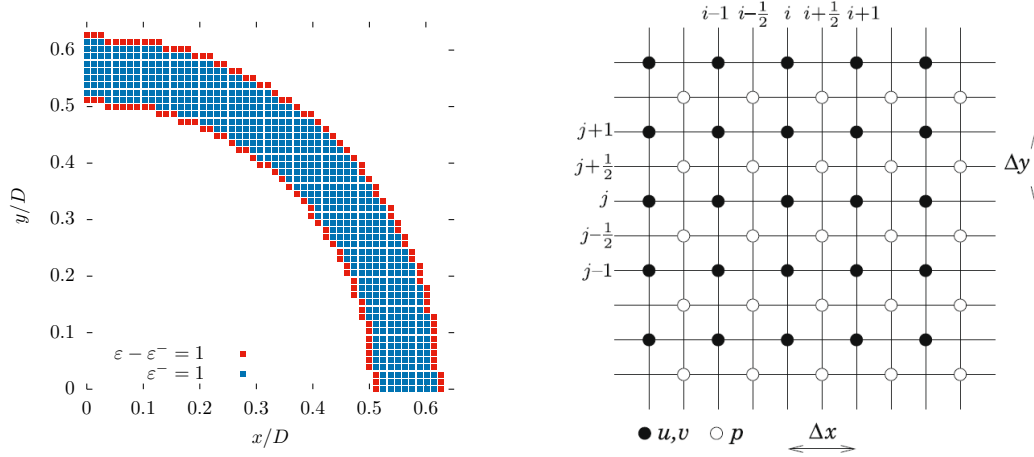 0.6
0.5
0.4
0.3
0.2
0.1
0
y/D
ε − ε⁻ = 1
ε⁻ = 1
0 0.1 0.2 0.3 0.4 0.5 0.6
x/D
i–1 i–1/2 i i+1/2 i+1
j+1
j+1/2
j
j–1/2
j–1
Δy
u,v p Δx